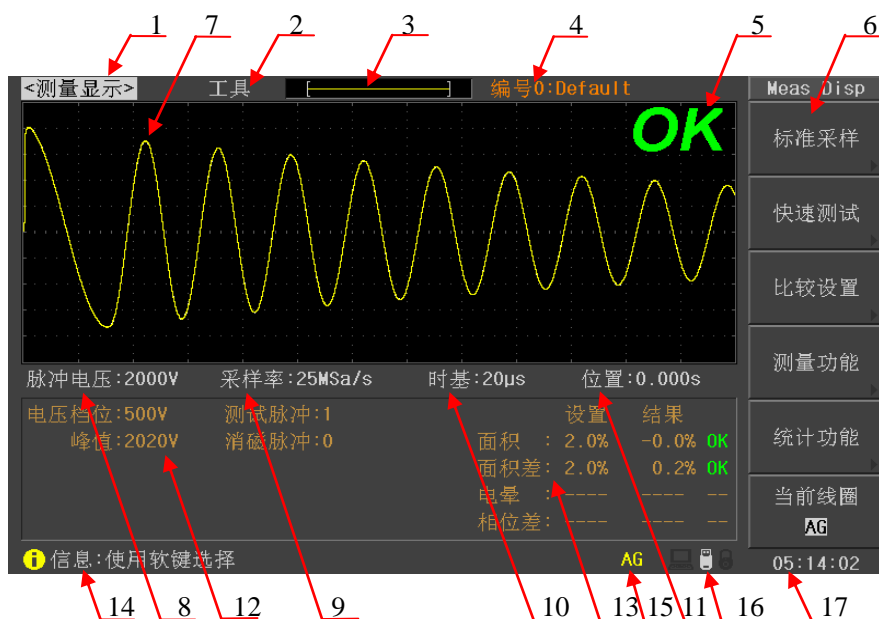 1 7 2 3 4 5 6
<测量显示> 工具 编号0:Default Meas Disp
OK
标准采样
快速测试
比较设置
测量功能
统计功能
当前线圈
AG
脉冲电压:2000V 采样率:25MSa/s 时基:20μs 位置:0.000s
电压档位:500V 测试脉冲:1 设置 结果
峰值:2020V 消磁脉冲:0 面积 : 2.0% -0.0% OK
面积差: 2.0% 0.2% OK
电晕 : ---- ---- --
相位差: ---- ---- --
信息:使用软键选择 AG 05:14:02
14 8 12 9 10 13 15 11 16 17